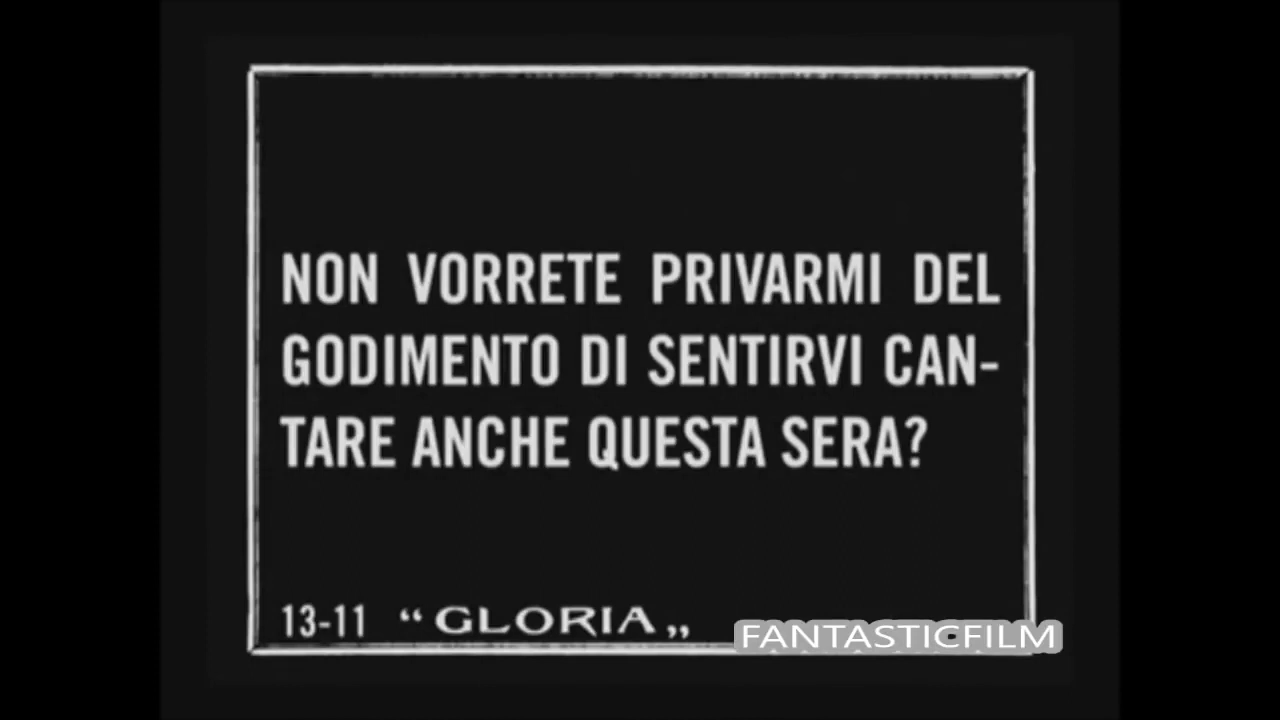 NON VORRETE PRIVARMI DEL
GODIMENTO DI SENTIRVI CAN-
TARE ANCHE QUESTA SERA?
13-11 “GLORIA„
FANTASTICFILM